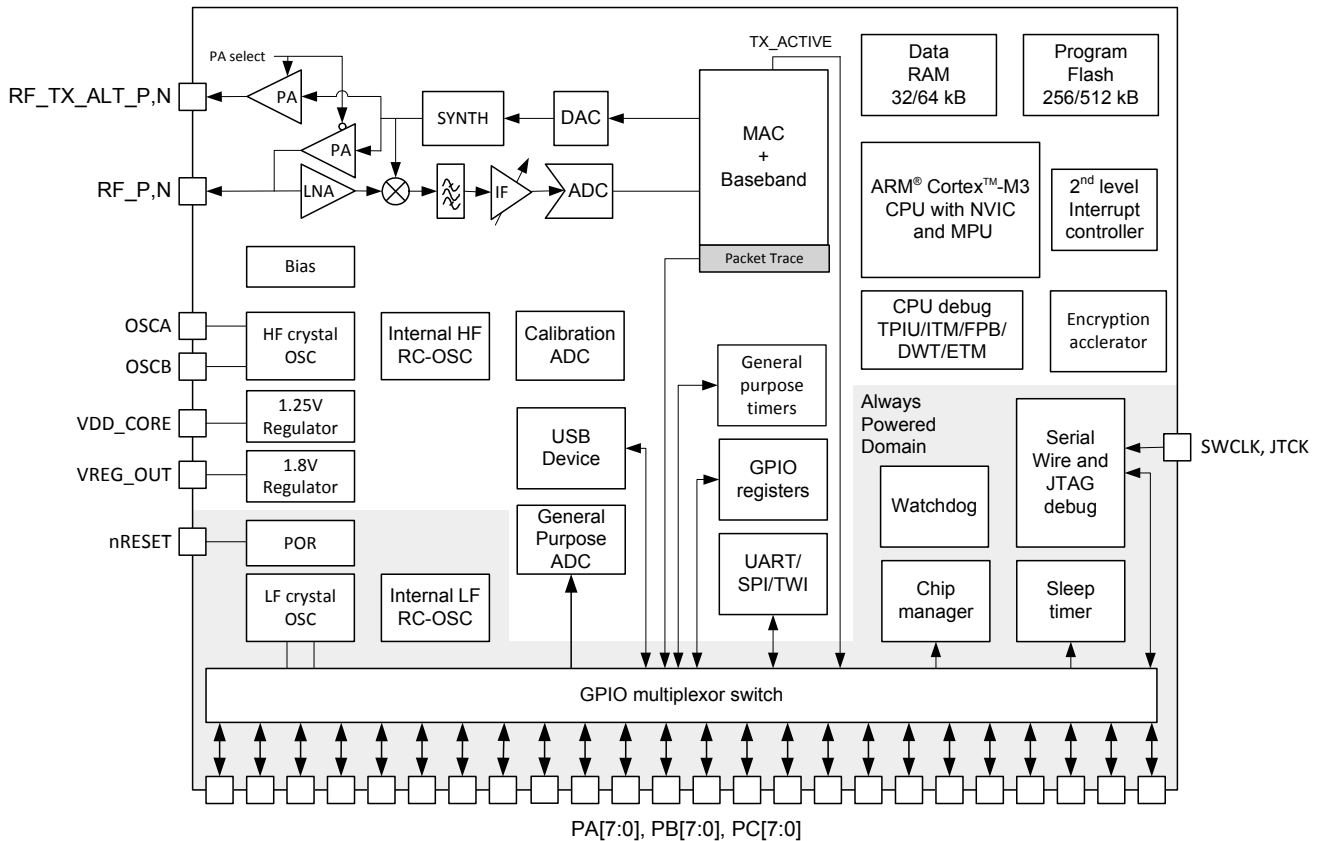 TX_ACTIVE
PA select
RF_TX_ALT_P,N
PA
SYNTH
DAC
MAC
+
Baseband
Data
RAM
32/64 kB
Program
Flash
256/512 kB
PA
RF_P,N
LNA
IF
ADC
ARM® Cortex™-M3
CPU with NVIC
and MPU
2nd level
Interrupt
controller
Packet Trace
Bias
OSCA
OSCB
HF crystal
OSC
Internal HF
RC-OSC
Calibration
ADC
CPU debug
TPIU/ITM/FPB/
DWT/ETM
Encryption
acclerator
General
purpose
timers
VDD_CORE
1.25V
Regulator
VREG_OUT
1.8V
Regulator
USB
Device
GPIO
registers
Always
Powered
Domain
Serial
Wire and
JTAG
debug
SWCLK, JTCK
Watchdog
nRESET
POR
General
Purpose
ADC
UART/
SPI/TWI
LF crystal
OSC
Internal LF
RC-OSC
Chip
manager
Sleep
timer
GPIO multiplexor switch
PA[7:0], PB[7:0], PC[7:0]